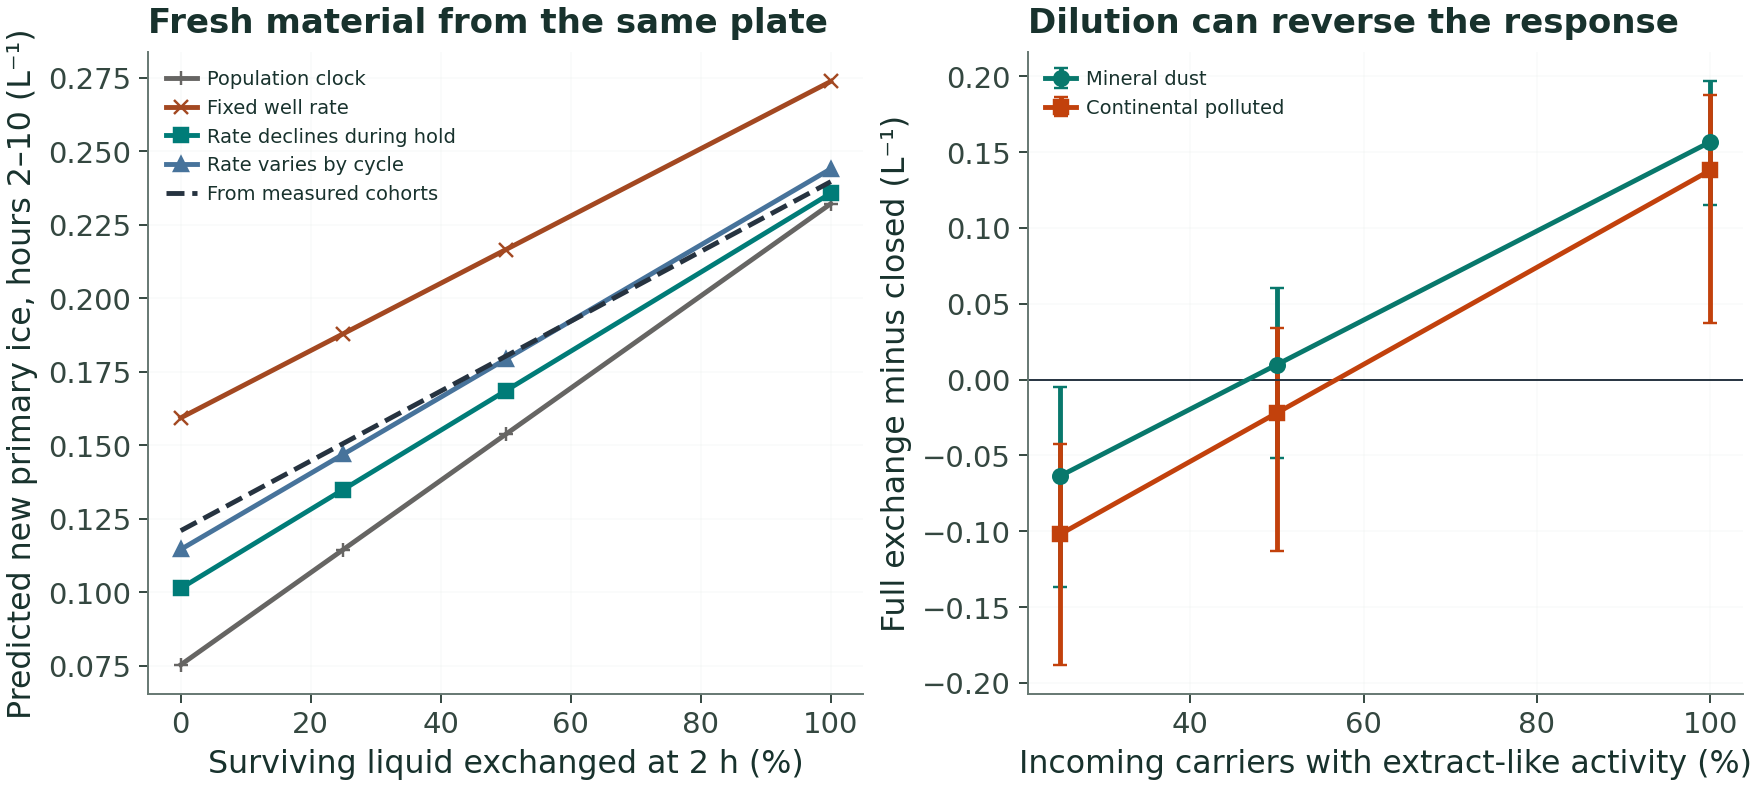 Fresh material from the same plate
Predicted new primary ice, hours 2–10 (L⁻¹)
0.275
0.250
0.225
0.200
0.175
0.150
0.125
0.100
0.075
Population clock
Fixed well rate
Rate declines during hold
Rate varies by cycle
From measured cohorts
0 20 40 60 80 100
Surviving liquid exchanged at 2 h (%)
Dilution can reverse the response
Full exchange minus closed (L⁻¹)
0.20
0.15
0.10
0.05
0.00
−0.05
−0.10
−0.15
−0.20
Mineral dust
Continental polluted
40 60 80 100
Incoming carriers with extract-like activity (%)